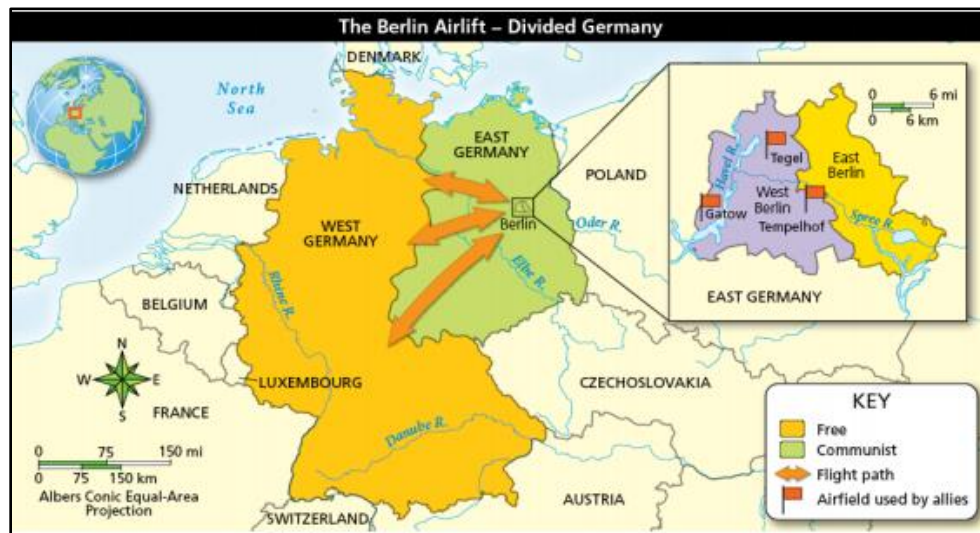 The Berlin Airlift – Divided Germany
DENMARK
North
Sea
EAST
GERMANY
NETHERLANDS
POLAND
WEST
GERMANY
Berlin
Oder R.
Elbe R.
Rhine R.
BELGIUM
LUXEMBOURG
CZECHOSLOVAKIA
FRANCE
Danube R.
AUSTRIA
SWITZERLAND
N
W
E
S
0 75 150 mi
0 75 150 km
Albers Conic Equal-Area
Projection
0 6 mi
0 6 km
Havel R.
Tegel
East
Berlin
West
Berlin
Gatow
Tempelhof
Spree R.
EAST GERMANY
KEY
Free
Communist
Flight path
Airfield used by allies